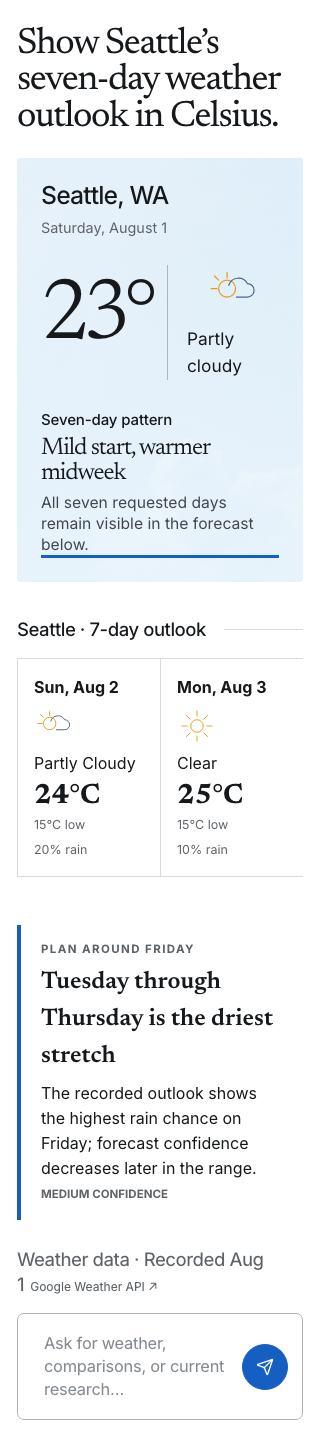 Show Seattle’s
seven-day weather
outlook in Celsius.
Seattle, WA
Saturday, August 1
23°
Partly
cloudy
Seven-day pattern
Mild start, warmer
midweek
All seven requested days
remain visible in the forecast
below.
Seattle · 7-day outlook
Sun, Aug 2
Partly Cloudy
24°C
15°C low
20% rain
Mon, Aug 3
Clear
25°C
15°C low
10% rain
PLAN AROUND FRIDAY
Tuesday through
Thursday is the driest
stretch
The recorded outlook shows
the highest rain chance on
Friday; forecast confidence
decreases later in the range.
MEDIUM CONFIDENCE
Weather data · Recorded Aug
1 Google Weather API ↗
Ask for weather,
comparisons, or current
research...